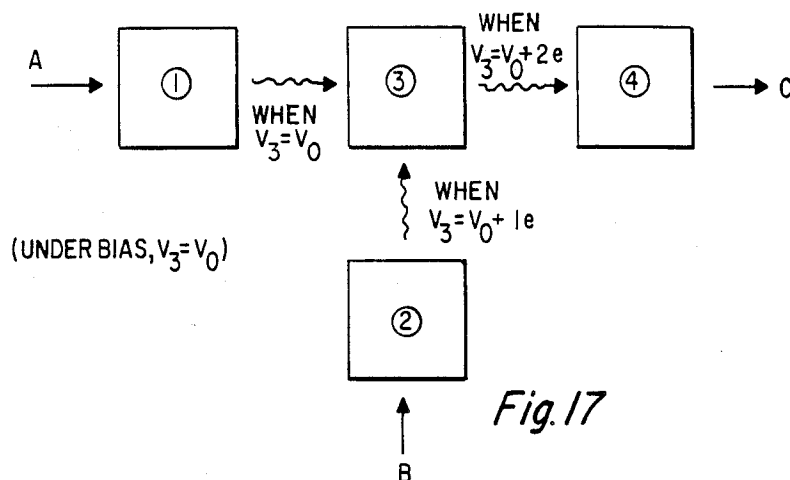 WHEN
V₃=V₀+2e
A
①
③
④
C
WHEN
V₃=V₀
WHEN
V₃=V₀+1e
(UNDER BIAS, V₃=V₀)
②
Fig. 17
B